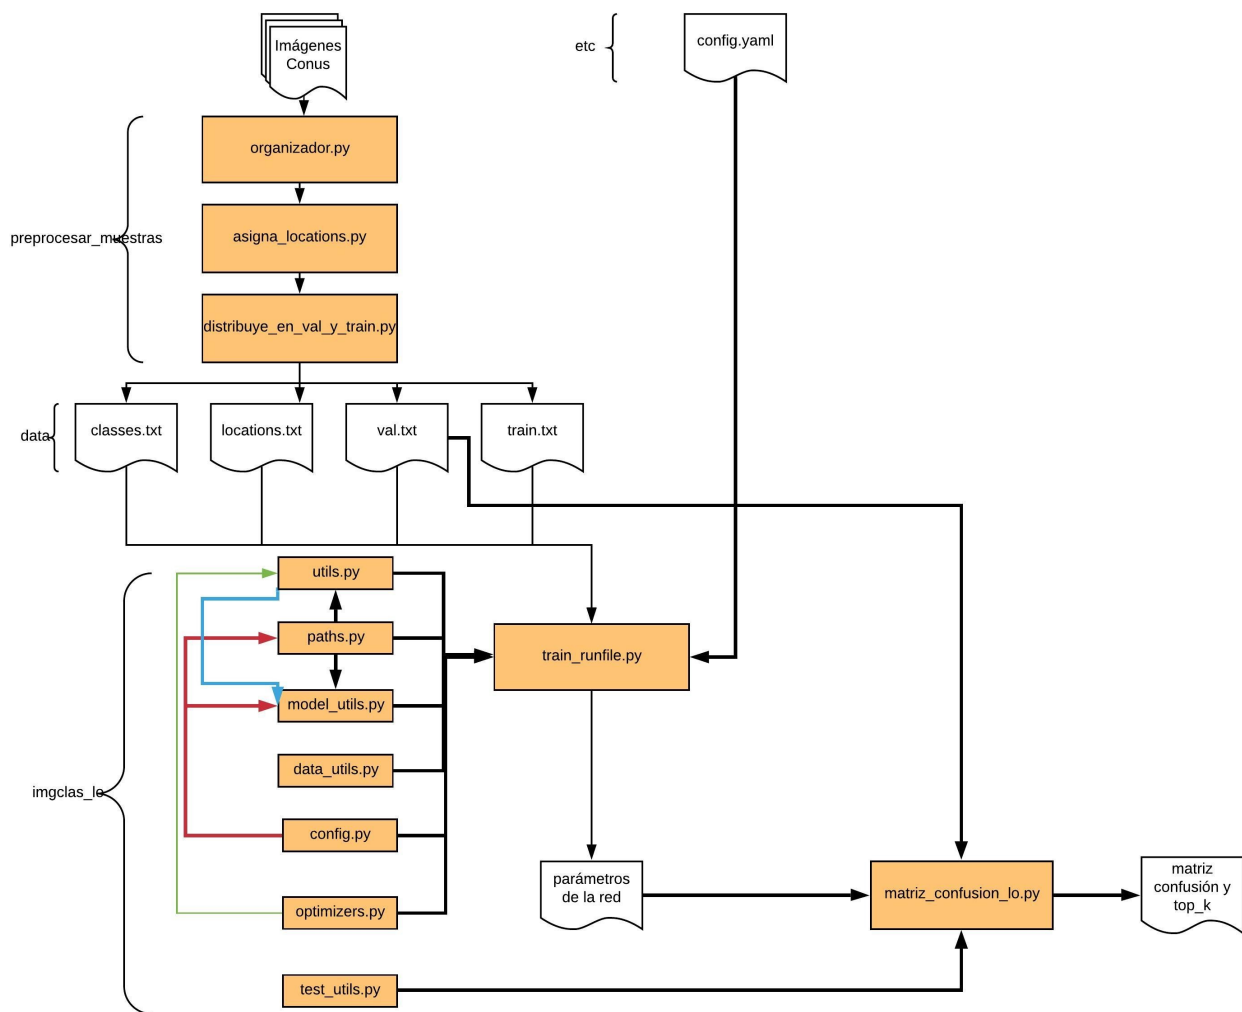 Imágenes
Conus
etc
config.yaml
organizador.py
preprocesar_muestras
asigna_locations.py
distribuye_en_val_y_train.py
data
classes.txt
locations.txt
val.txt
train.txt
utils.py
paths.py
train_runfile.py
model_utils.py
data_utils.py
imgclas_lo
config.py
parámetros
de la red
matriz_confusion_lo.py
matriz
confusión y
top_k
optimizers.py
test_utils.py